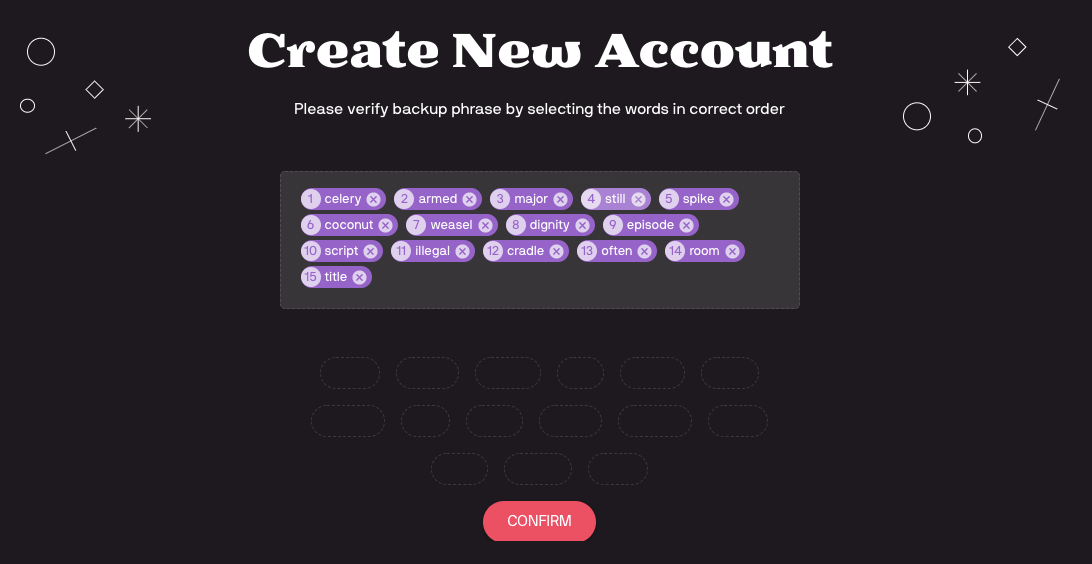 Create New Account
Please verify backup phrase by selecting the words in correct order
1 celery 2 armed 3 major 4 still 5 spike
6 coconut 7 weasel 8 dignity 9 episode
10 script 11 illegal 12 cradle 13 often 14 room
15 title
CONFIRM